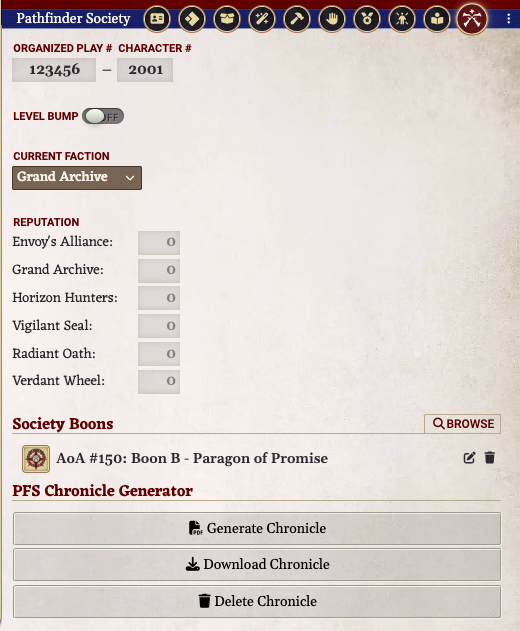 Pathfinder Society
ORGANIZED PLAY # CHARACTER #
123456 – 2001
LEVEL BUMP OFF
CURRENT FACTION
Grand Archive
REPUTATION
Envoy's Alliance: 0
Grand Archive: 0
Horizon Hunters: 0
Vigilant Seal: 0
Radiant Oath: 0
Verdant Wheel: 0
Society Boons BROWSE
AoA #150: Boon B - Paragon of Promise
PFS Chronicle Generator
PDF Generate Chronicle
Download Chronicle
Delete Chronicle